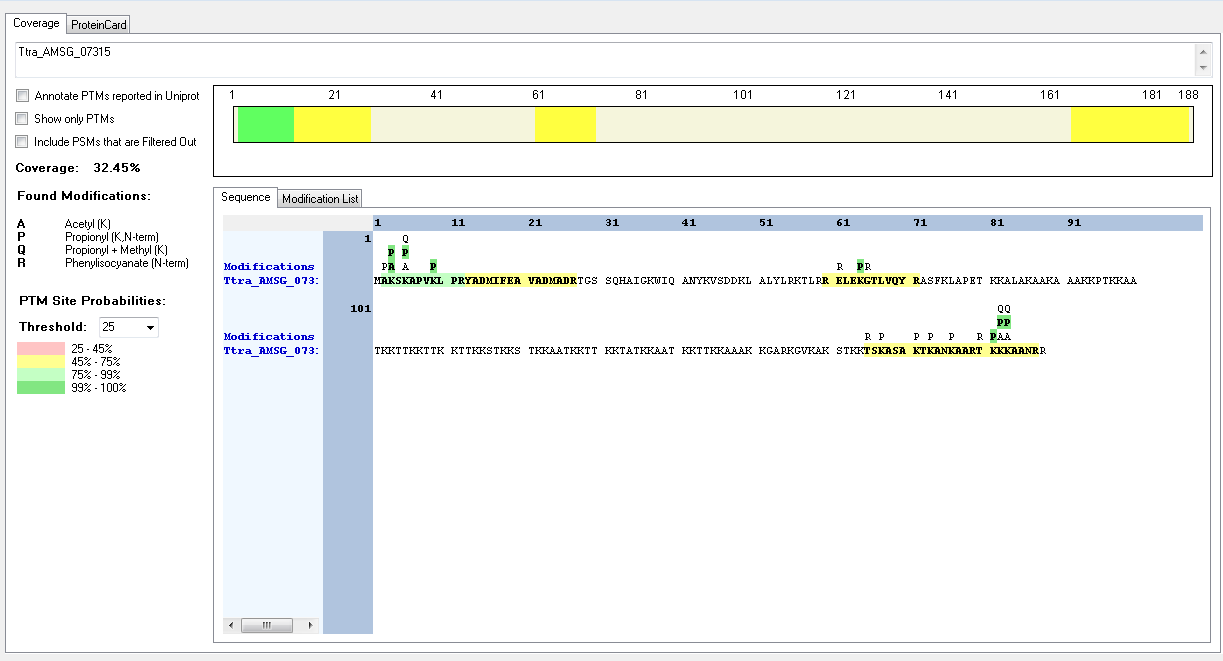 Coverage ProteinCard
Ttra_AMSG_07315
Annotate PTMs reported in Uniprot
Show only PTMs
Include PSMs that are Filtered Out
Coverage: 32.45%
Found Modifications:
A Acetyl (K)
P Propionyl (K,N-term)
Q Propionyl + Methyl (K)
R Phenylisocyanate (N-term)
PTM Site Probabilities:
Threshold: 25
25 - 45%
45% - 75%
75% - 99%
99% - 100%
1 21 41 61 81 101 121 141 161 181 188
Sequence Modification List
1 11 21 31 41 51 61 71 81 91
1 Q
P P
Modifications PA A P R PR
Ttra_AMSG_073: MAKSKAPVKL PRYADMIFEA VADMADRTGS SQHAIGKWIQ ANYKVSDDKL ALYLRKTLRR ELEKGTLVQY RASFKLAPET KKALAKAAKA AAKKPTKKAA
101 QQ
PP
Modifications R P P P P R PAA
Ttra_AMSG_073: TKKTTKKTTK KTTKKSTKKS TKKAATKKTT KKTATKKAAT KKTTKKAAAK KGARKGVKAK STKKTSKASA KTKANKAART KKKAANRR